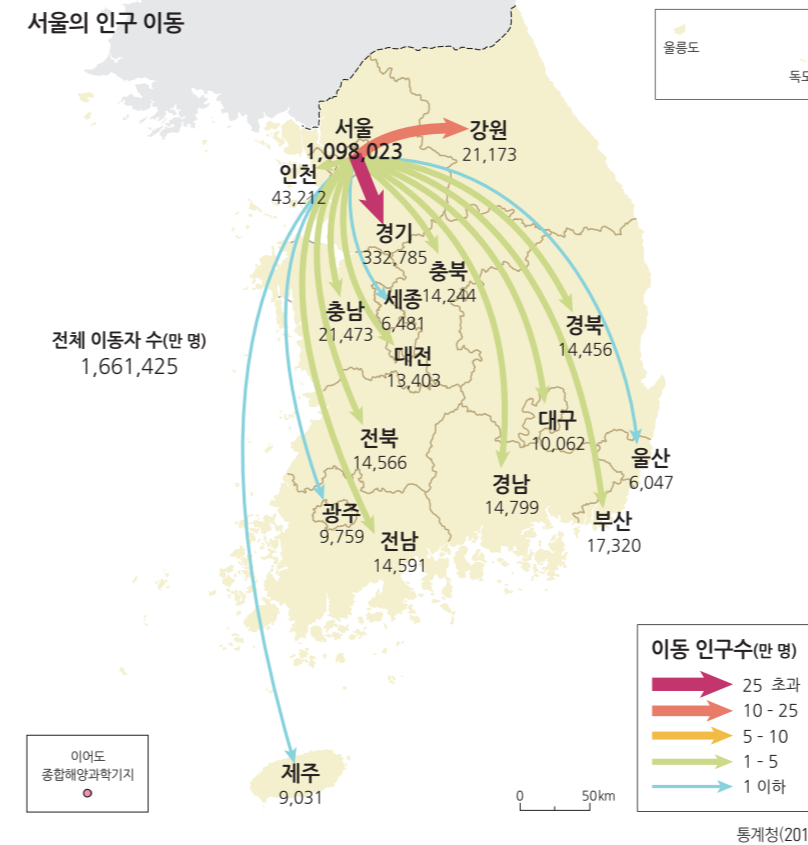 서울의 인구 이동
울릉도
독도
서울
1,098,023
강원
21,173
인천
43,212
경기
332,785
충북
14,244
세종
6,481
충남
21,473
경북
14,456
전체 이동자 수(만 명)
1,661,425
대전
13,403
대구
10,062
전북
14,566
울산
6,047
경남
14,799
광주
9,759
부산
17,320
전남
14,591
이동 인구수(만 명)
25 초과
10 - 25
5 - 10
1 - 5
1 이하
이어도
종합해양과학기지
제주
9,031
0 50km
통계청(201